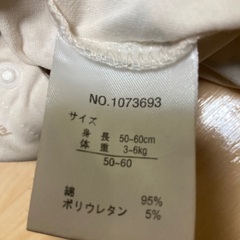 NO.1073693
サイズ
身 長 50-60cm
体 重 3-6kg
50-60
綿 95%
ポリウレタン 5%